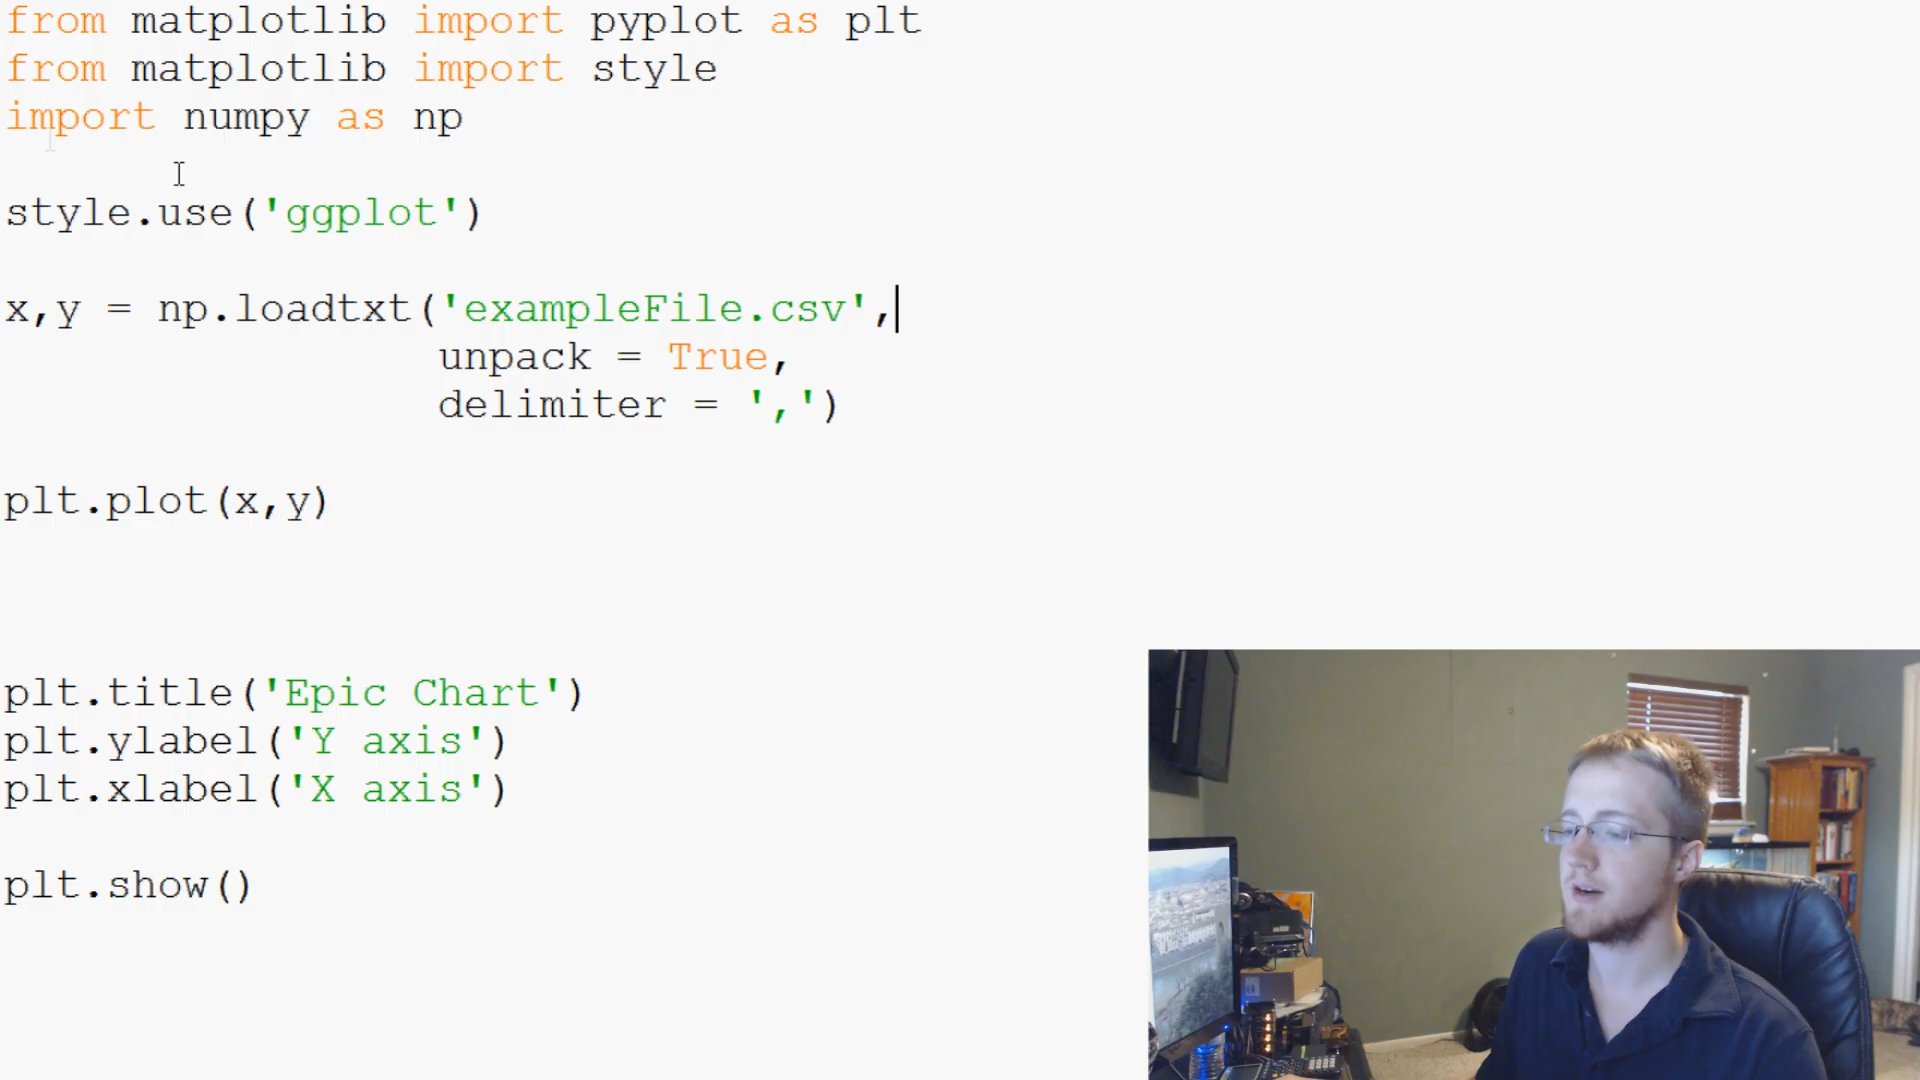 from matplotlib import pyplot as plt
from matplotlib import style
import numpy as np
style.use('ggplot')
x,y = np.loadtxt('exampleFile.csv',
unpack = True,
delimiter = ',')
plt.plot(x,y)
plt.title('Epic Chart')
plt.ylabel('Y axis')
plt.xlabel('X axis')
plt.show()